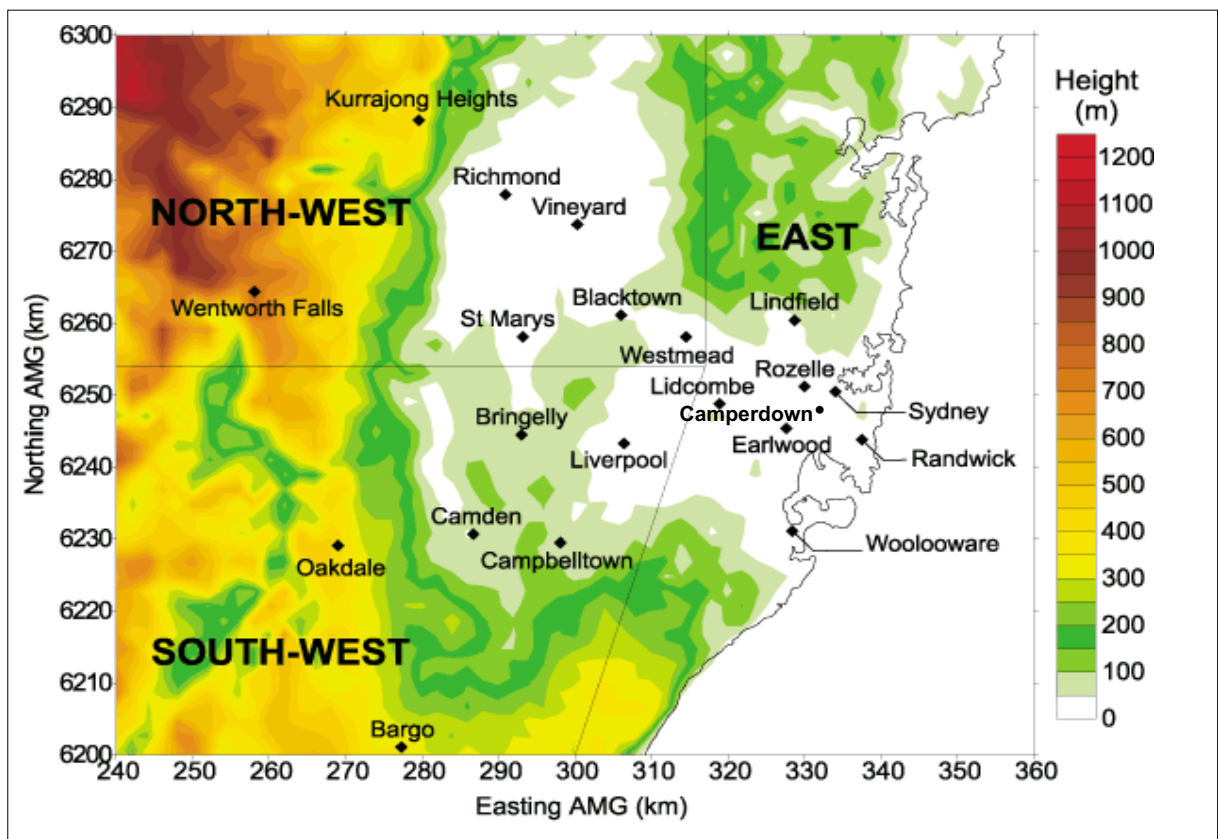 Height
(m)
1200
1100
1000
900
800
700
600
500
400
300
200
100
0
Northing AMG (km)
6300
6290
6280
6270
6260
6250
6240
6230
6220
6210
6200
Kurrajong Heights
Richmond
Vineyard
NORTH-WEST
EAST
Wentworth Falls
Blacktown
Lindfield
St Marys
Westmead
Rozelle
Lidcombe
Sydney
Camperdown
Bringelly
Earlwood
Liverpool
Randwick
Camden
Campbelltown
Woolooware
Oakdale
SOUTH-WEST
Bargo
240 250 260 270 280 290 300 310 320 330 340 350 360
Easting AMG (km)